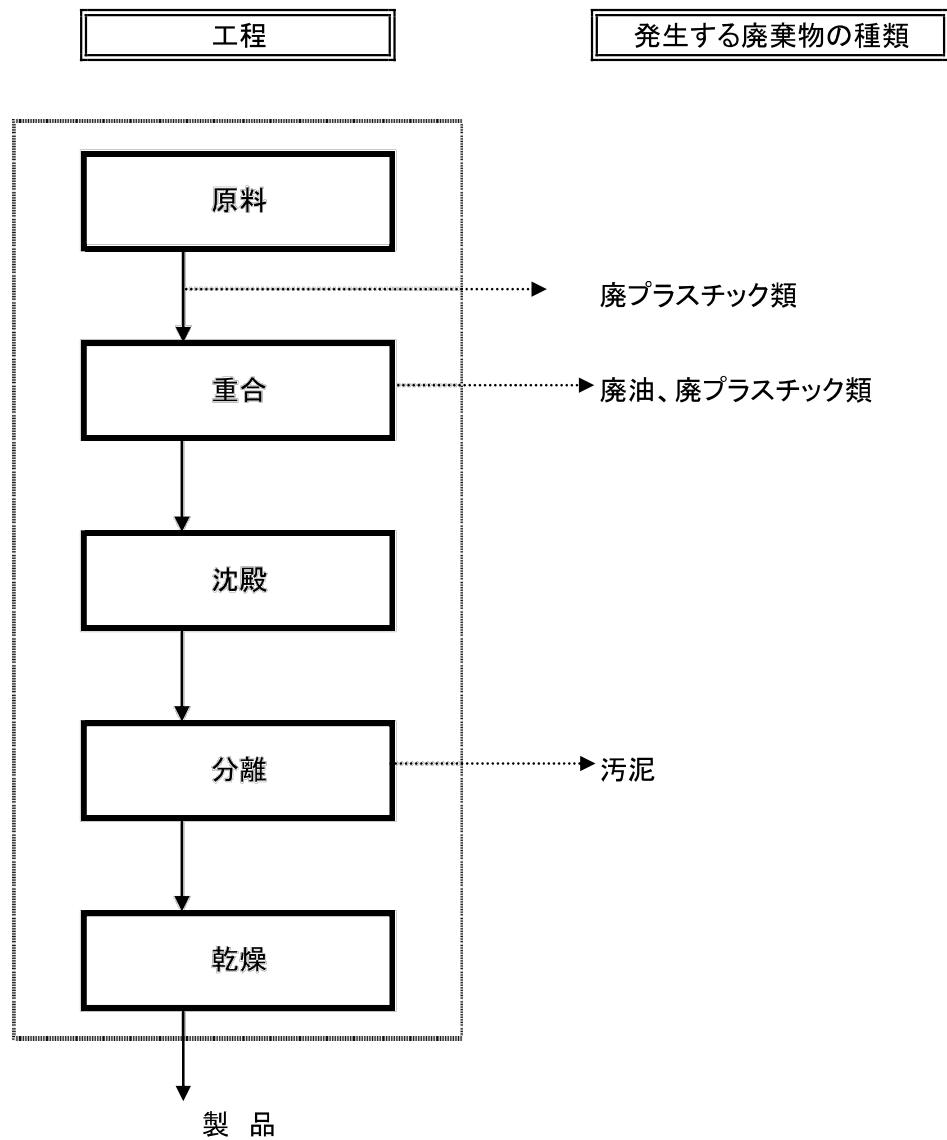 工程
発生する廃棄物の種類
原料
廃プラスチック類
重合
廃油、廃プラスチック類
沈殿
分離
汚泥
乾燥
製 品